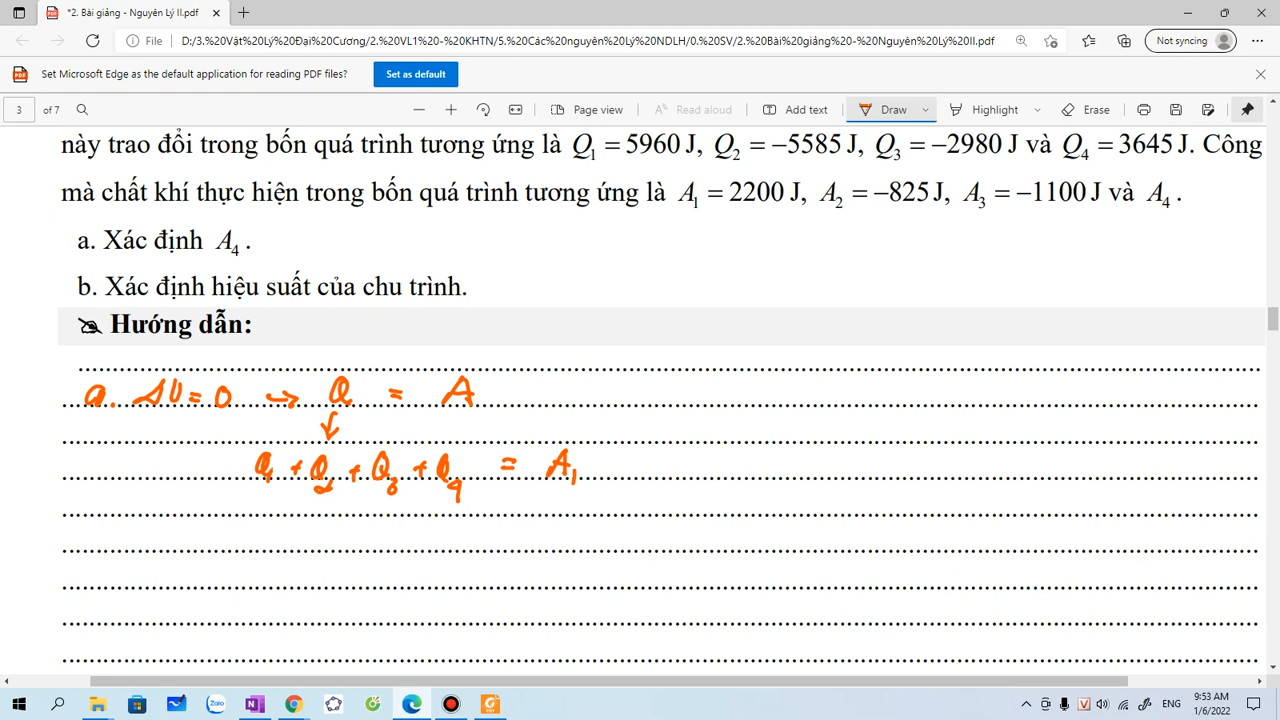 *2. Bài giảng - Nguyên Lý II.pdf
File D:/3.%20Vật%20Lý%20Đại%20Cương/2.%20VL1%20-%20KHTN/5.%20Các%20nguyên%20Lý%20NDLH/0.%20SV/2.%20Bài%20giảng%20-%20Nguyên%20Lý%20II.pdf Not syncing
Set Microsoft Edge as the default application for reading PDF files? Set as default
3 of 7 Page view Read aloud Add text Draw Highlight Erase
này trao đổi trong bốn quá trình tương ứng là Q₁ = 5960 J, Q₂ = −5585 J, Q₃ = −2980 J và Q₄ = 3645 J. Công
mà chất khí thực hiện trong bốn quá trình tương ứng là A₁ = 2200 J, A₂ = −825 J, A₃ = −1100 J và A₄ .
a. Xác định A₄ .
b. Xác định hiệu suất của chu trình.
Hướng dẫn:
a. ΔU = 0 → Q = A
↓
Q₁ + Q₂ + Q₃ + Q₄ = A₁
Zalo ENG 9:53 AM
1/6/2022